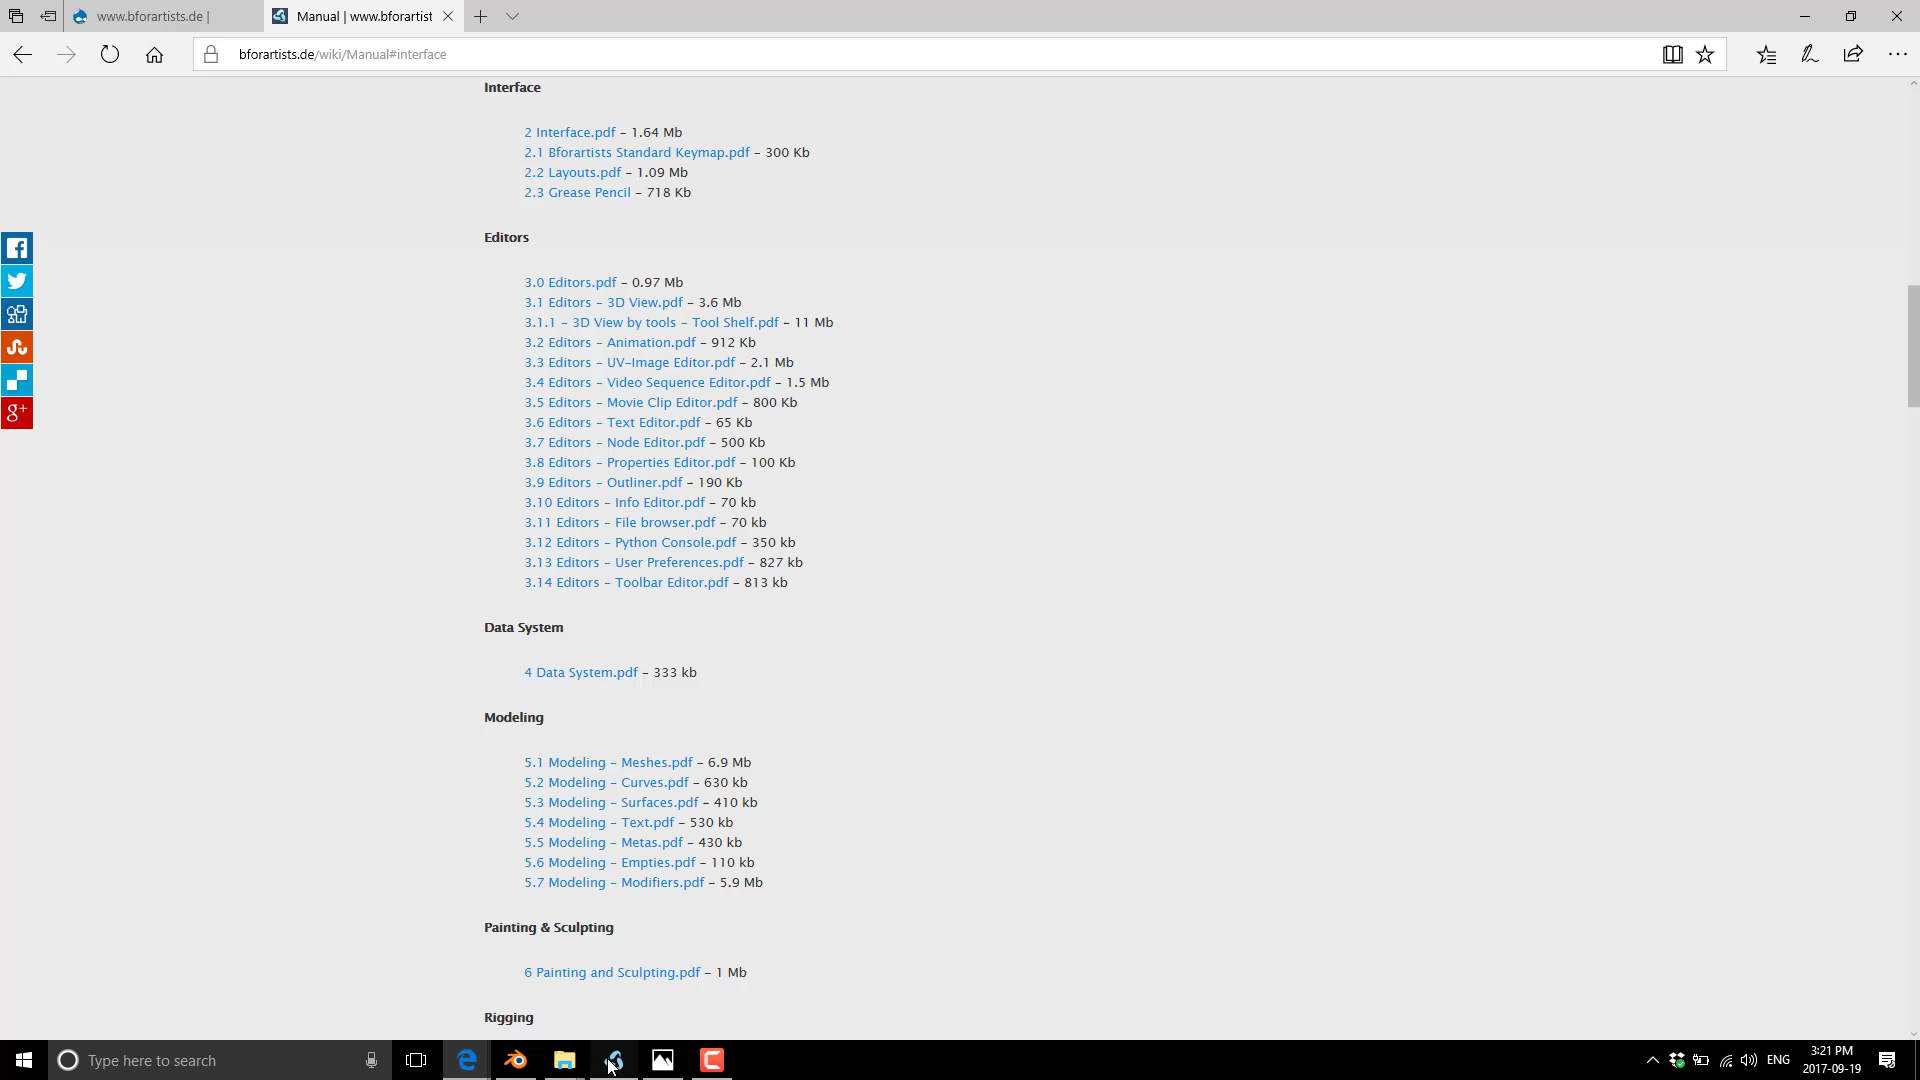 www.bforartists.de |
Manual | www.bforartist
bforartists.de/wiki/Manual#interface
Interface
2 Interface.pdf – 1.64 Mb
2.1 Bforartists Standard Keymap.pdf – 300 Kb
2.2 Layouts.pdf – 1.09 Mb
2.3 Grease Pencil – 718 Kb
Editors
3.0 Editors.pdf – 0.97 Mb
3.1 Editors – 3D View.pdf – 3.6 Mb
3.1.1 – 3D View by tools – Tool Shelf.pdf – 11 Mb
3.2 Editors – Animation.pdf – 912 Kb
3.3 Editors – UV-Image Editor.pdf – 2.1 Mb
3.4 Editors – Video Sequence Editor.pdf – 1.5 Mb
3.5 Editors – Movie Clip Editor.pdf – 800 Kb
3.6 Editors – Text Editor.pdf – 65 Kb
3.7 Editors – Node Editor.pdf – 500 Kb
3.8 Editors – Properties Editor.pdf – 100 Kb
3.9 Editors – Outliner.pdf – 190 Kb
3.10 Editors – Info Editor.pdf – 70 kb
3.11 Editors – File browser.pdf – 70 kb
3.12 Editors – Python Console.pdf – 350 kb
3.13 Editors – User Preferences.pdf – 827 kb
3.14 Editors – Toolbar Editor.pdf – 813 kb
Data System
4 Data System.pdf – 333 kb
Modeling
5.1 Modeling – Meshes.pdf – 6.9 Mb
5.2 Modeling – Curves.pdf – 630 kb
5.3 Modeling – Surfaces.pdf – 410 kb
5.4 Modeling – Text.pdf – 530 kb
5.5 Modeling – Metas.pdf – 430 kb
5.6 Modeling – Empties.pdf – 110 kb
5.7 Modeling – Modifiers.pdf – 5.9 Mb
Painting & Sculpting
6 Painting and Sculpting.pdf – 1 Mb
Rigging
Type here to search
ENG
3:21 PM
2017-09-19